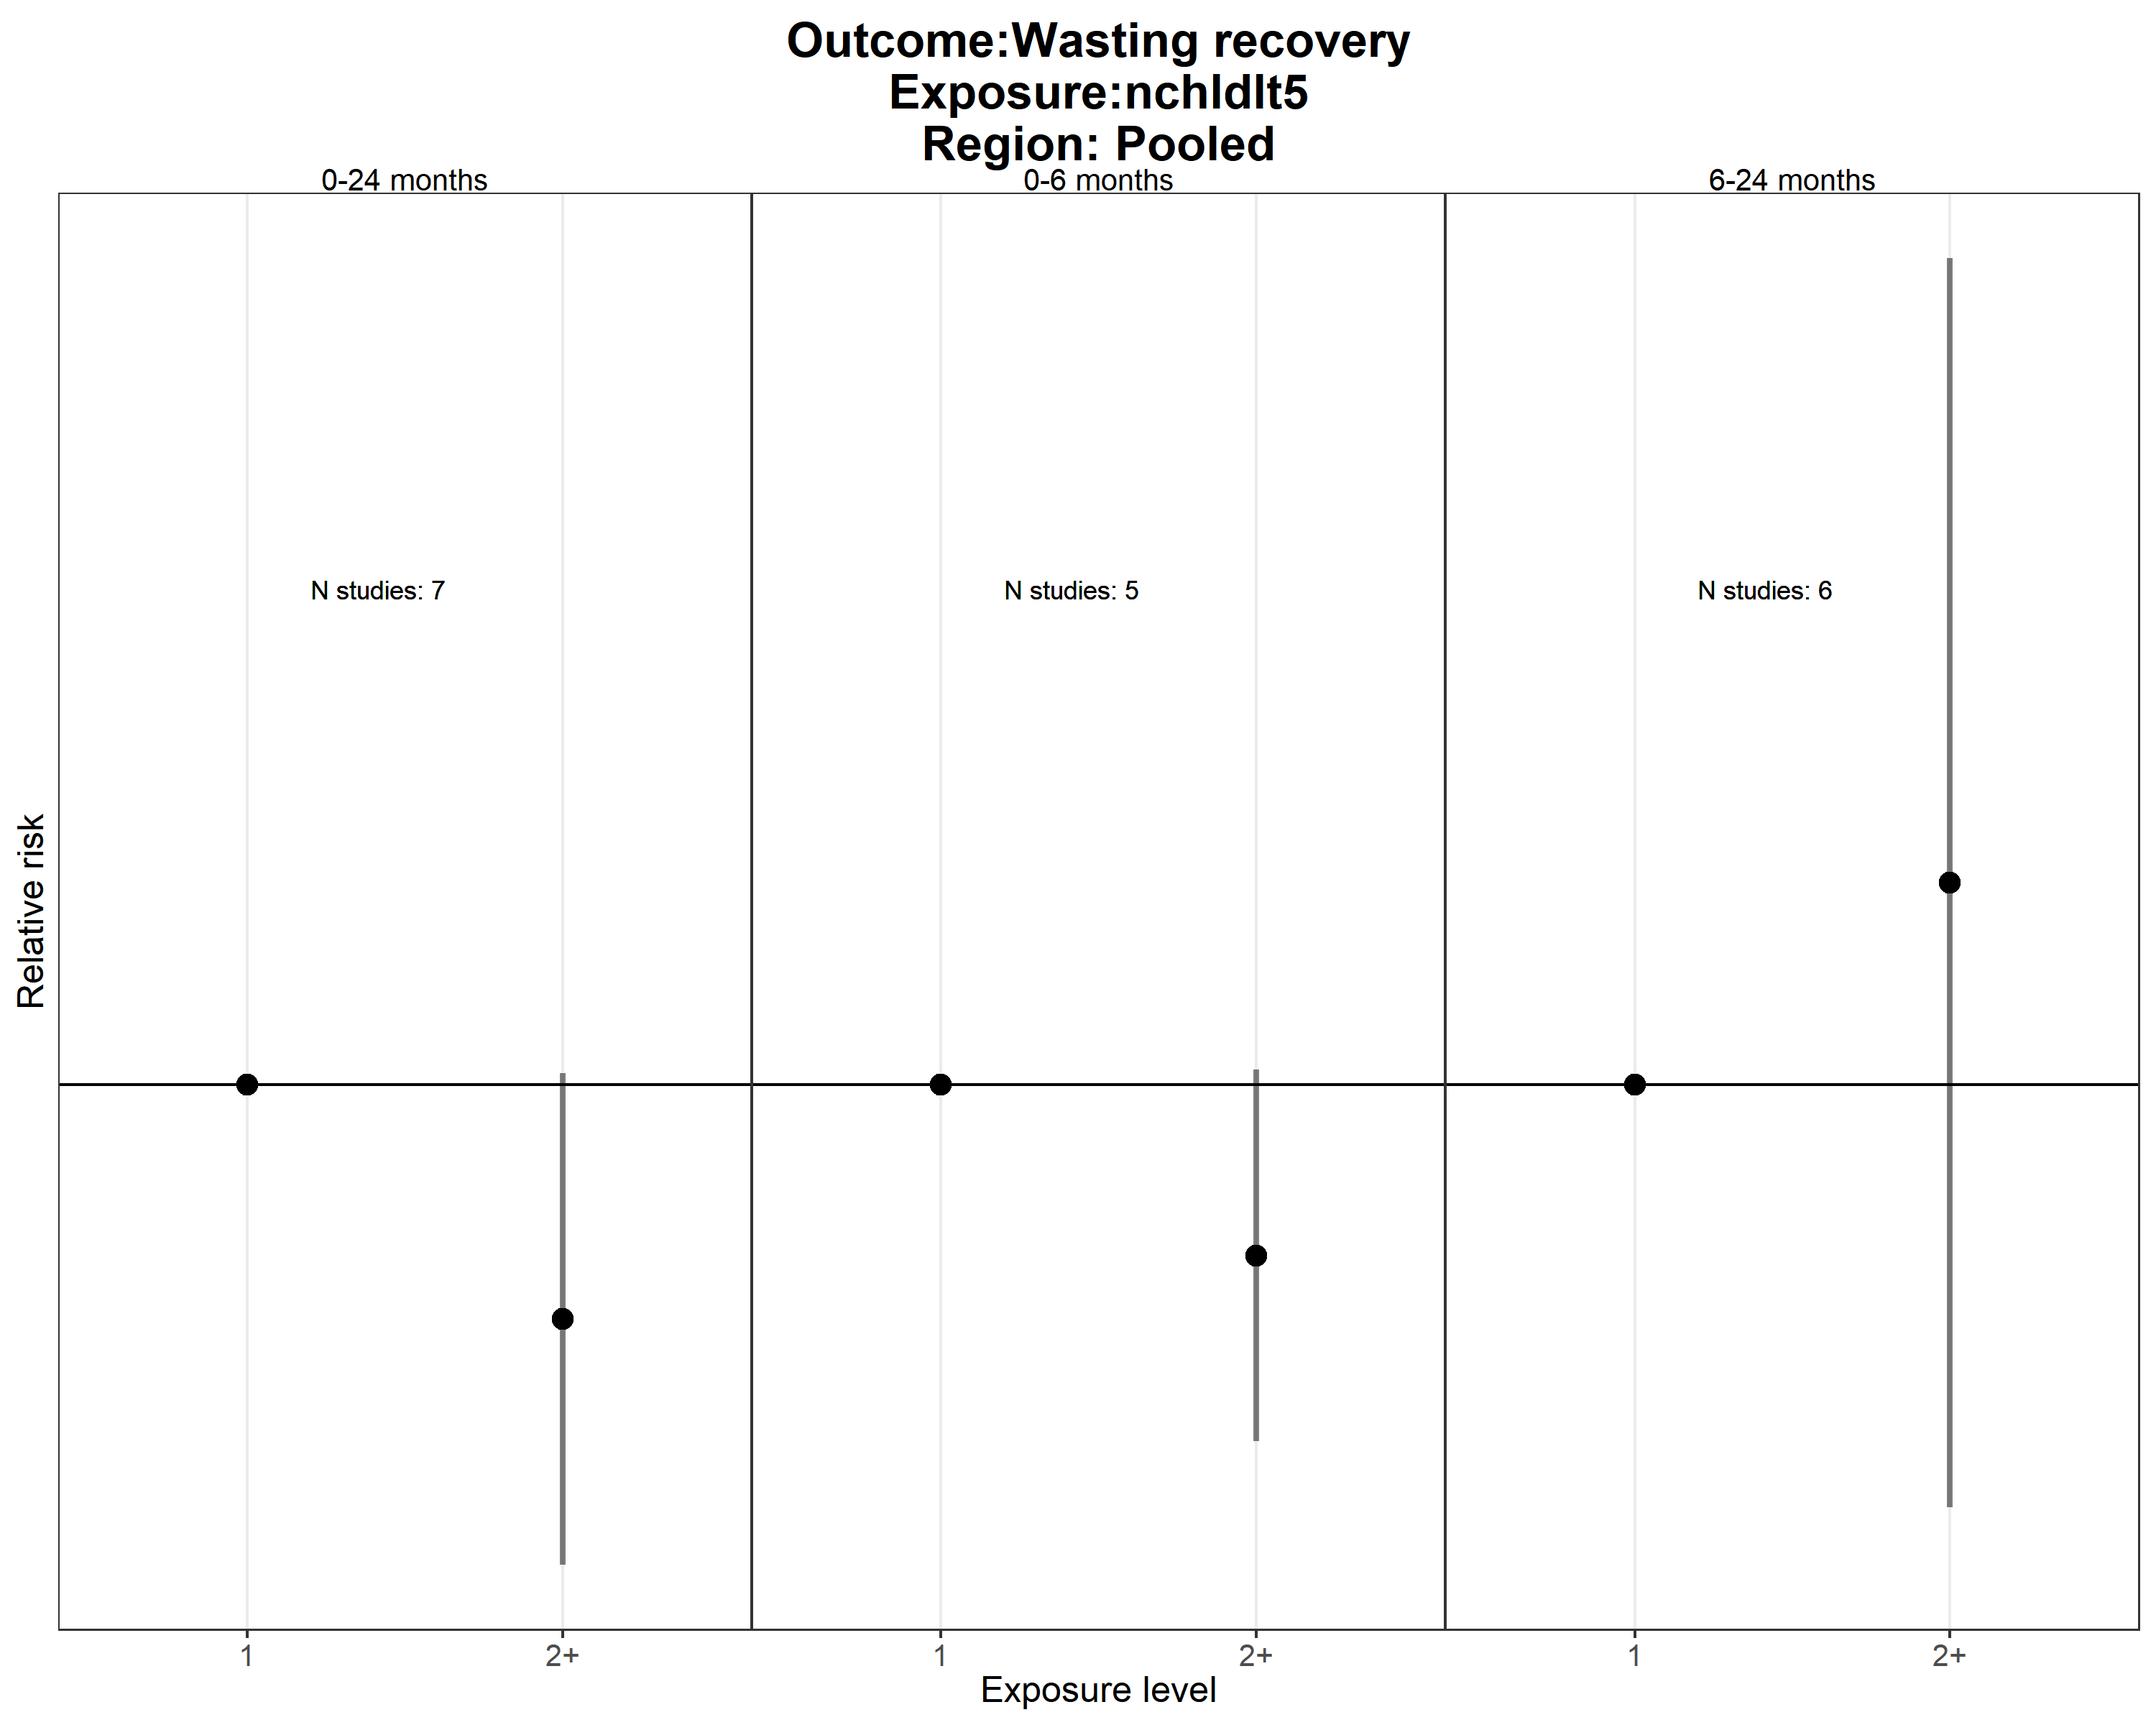 Outcome:Wasting recovery
Exposure:nchldlt5
Region: Pooled
0-24 months
0-6 months
6-24 months
N studies: 7
N studies: 5
N studies: 6
Relative risk
1
2+
1
2+
1
2+
Exposure level